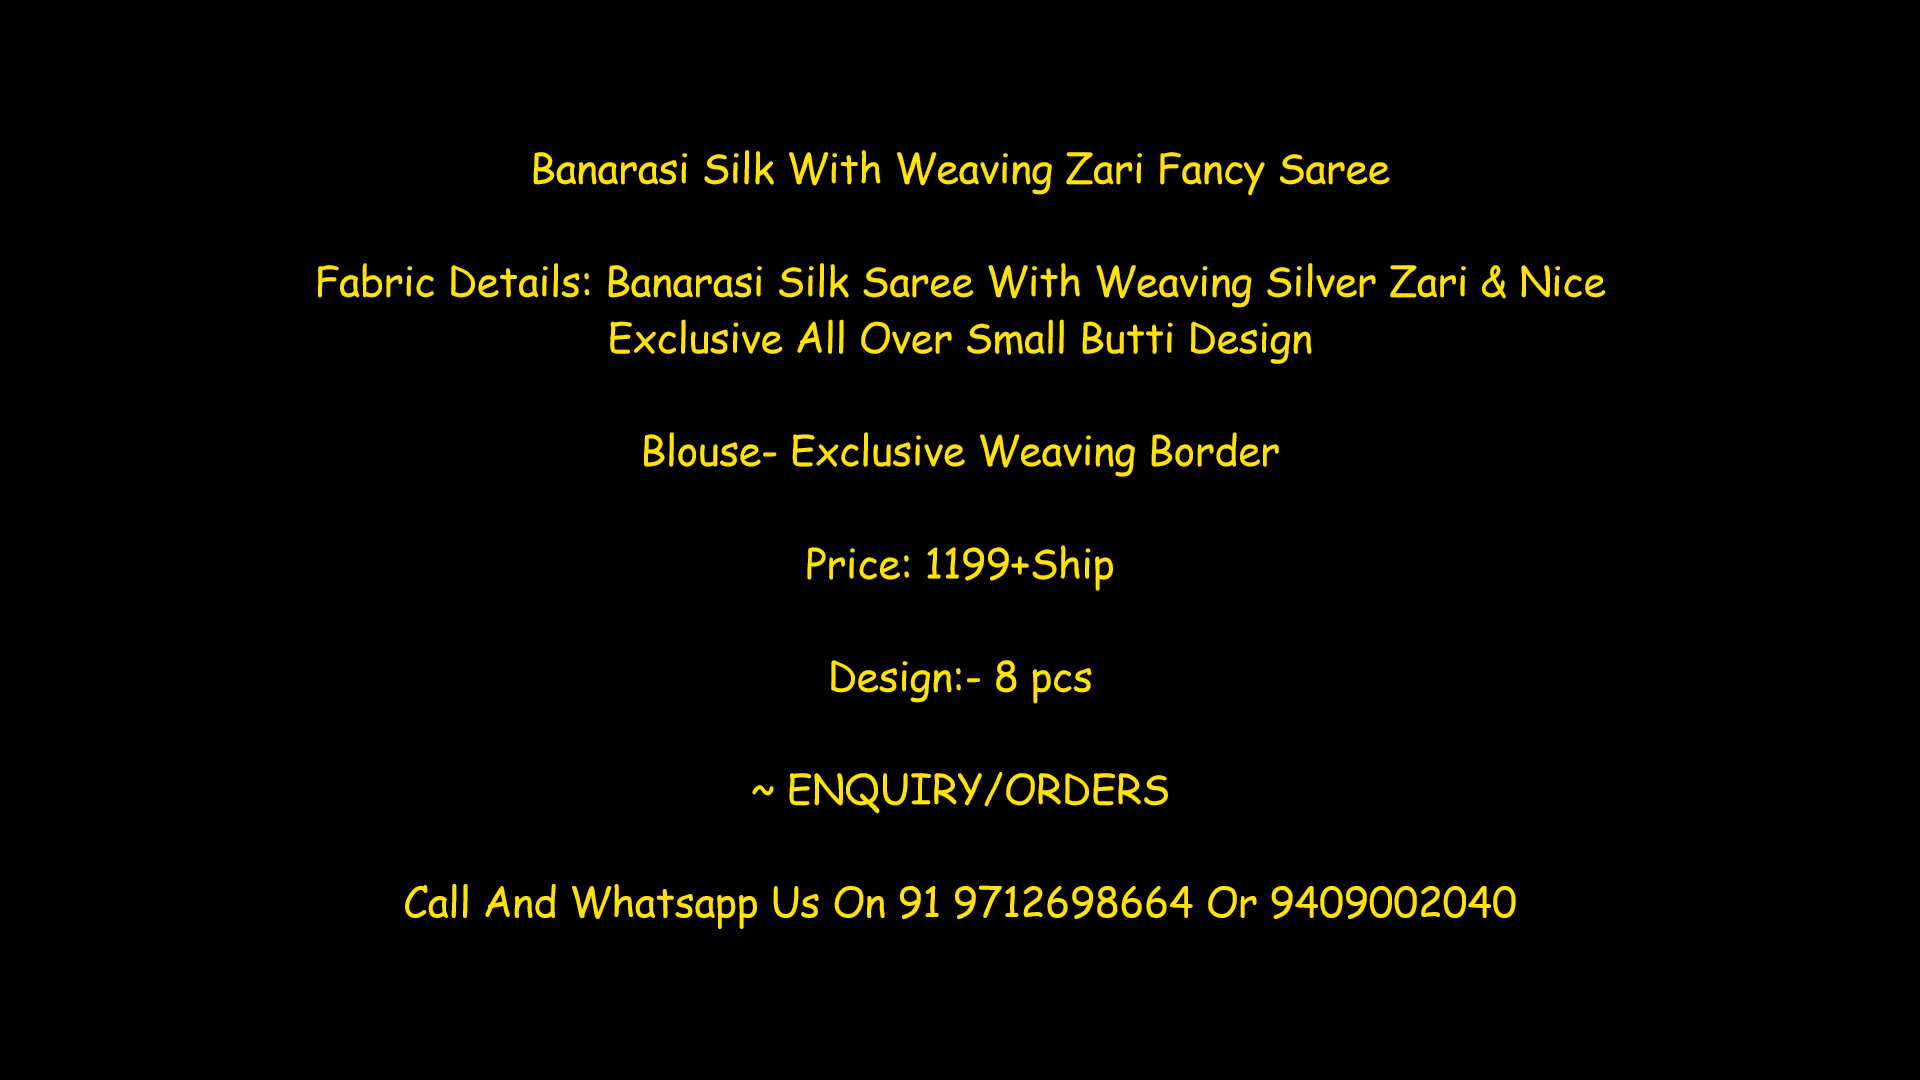 Banarasi Silk With Weaving Zari Fancy Saree
Fabric Details: Banarasi Silk Saree With Weaving Silver Zari & Nice
Exclusive All Over Small Butti Design
Blouse- Exclusive Weaving Border
Price: 1199+Ship
Design:- 8 pcs
~ ENQUIRY/ORDERS
Call And Whatsapp Us On 91 9712698664 Or 9409002040